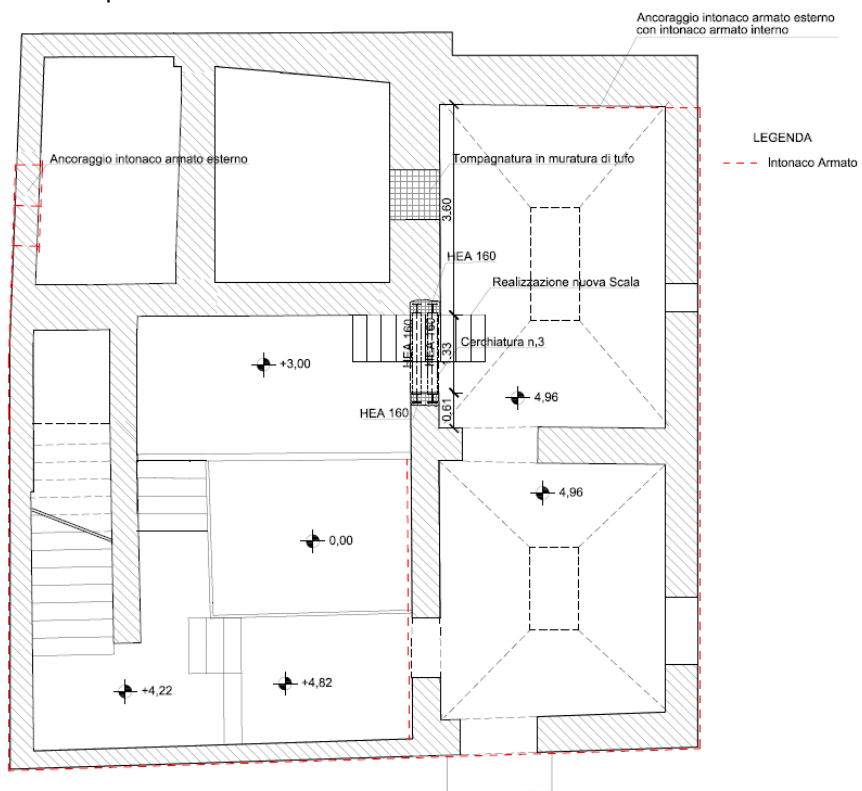 Ancoraggio intonaco armato esterno
con intonaco armato interno
LEGENDA
Intonaco Armato
Ancoraggio intonaco armato esterno
Tompagnatura in muratura di tufo
3.60
HEA 160
Realizzazione nuova Scala
HEA 160
HEA 160
1.33
Cerchiatura n,3
+3,00
4,96
HEA 160
0.61
4,96
0,00
+4,22
+4,82